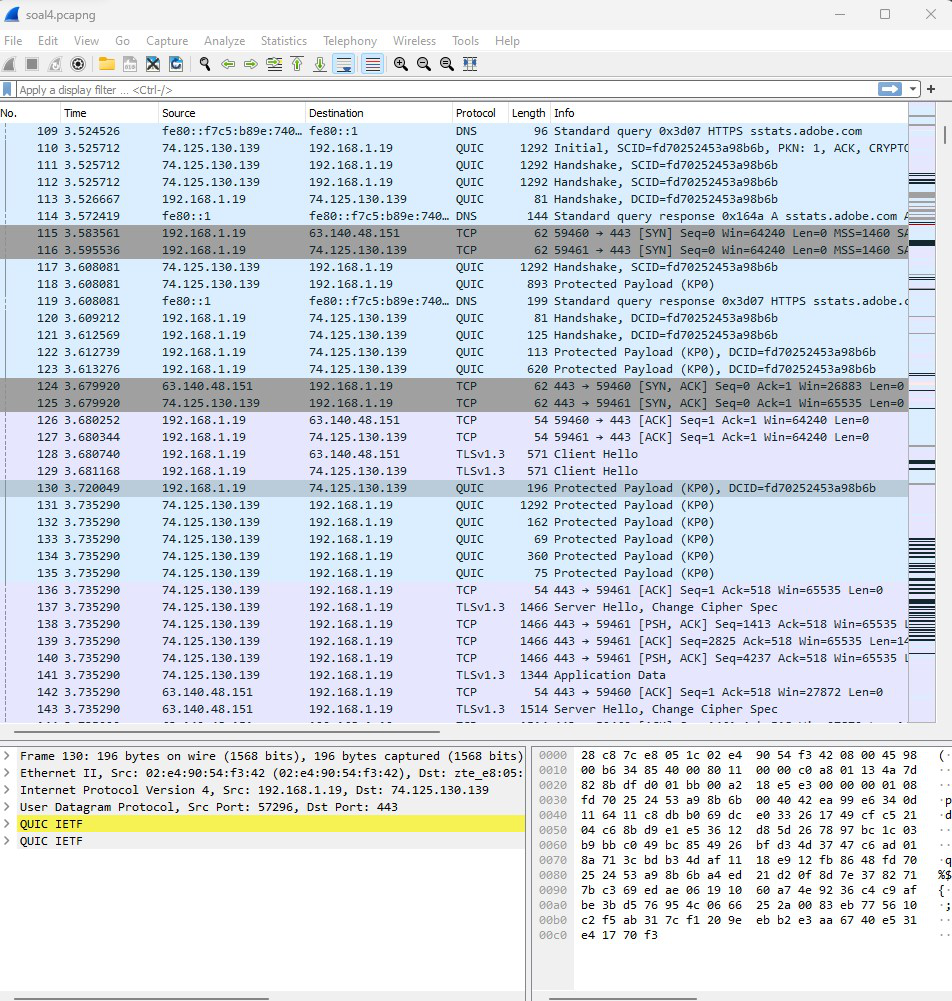 soal4.pcapng
File Edit View Go Capture Analyze Statistics Telephony Wireless Tools Help
Apply a display filter ... <Ctrl-/>
No. Time Source Destination Protocol Length Info
109 3.524526 fe80::f7c5:b89e:740… fe80::1 DNS 96 Standard query 0x3d07 HTTPS sstats.adobe.com
110 3.525712 74.125.130.139 192.168.1.19 QUIC 1292 Initial, SCID=fd70252453a98b6b, PKN: 1, ACK, CRYPTO
111 3.525712 74.125.130.139 192.168.1.19 QUIC 1292 Handshake, SCID=fd70252453a98b6b
112 3.525712 74.125.130.139 192.168.1.19 QUIC 1292 Handshake, SCID=fd70252453a98b6b
113 3.526667 192.168.1.19 74.125.130.139 QUIC 81 Handshake, DCID=fd70252453a98b6b
114 3.572419 fe80::1 fe80::f7c5:b89e:740… DNS 144 Standard query response 0x164a A sstats.adobe.com A
115 3.583561 192.168.1.19 63.140.48.151 TCP 62 59460 → 443 [SYN] Seq=0 Win=64240 Len=0 MSS=1460 SA
116 3.595536 192.168.1.19 74.125.130.139 TCP 62 59461 → 443 [SYN] Seq=0 Win=64240 Len=0 MSS=1460 SA
117 3.608081 74.125.130.139 192.168.1.19 QUIC 1292 Handshake, SCID=fd70252453a98b6b
118 3.608081 74.125.130.139 192.168.1.19 QUIC 893 Protected Payload (KP0)
119 3.608081 fe80::1 fe80::f7c5:b89e:740… DNS 199 Standard query response 0x3d07 HTTPS sstats.adobe.c
120 3.609212 192.168.1.19 74.125.130.139 QUIC 81 Handshake, DCID=fd70252453a98b6b
121 3.612569 192.168.1.19 74.125.130.139 QUIC 125 Handshake, DCID=fd70252453a98b6b
122 3.612739 192.168.1.19 74.125.130.139 QUIC 113 Protected Payload (KP0), DCID=fd70252453a98b6b
123 3.613276 192.168.1.19 74.125.130.139 QUIC 620 Protected Payload (KP0), DCID=fd70252453a98b6b
124 3.679920 63.140.48.151 192.168.1.19 TCP 62 443 → 59460 [SYN, ACK] Seq=0 Ack=1 Win=26883 Len=0
125 3.679920 74.125.130.139 192.168.1.19 TCP 62 443 → 59461 [SYN, ACK] Seq=0 Ack=1 Win=65535 Len=0
126 3.680252 192.168.1.19 63.140.48.151 TCP 54 59460 → 443 [ACK] Seq=1 Ack=1 Win=64240 Len=0
127 3.680344 192.168.1.19 74.125.130.139 TCP 54 59461 → 443 [ACK] Seq=1 Ack=1 Win=64240 Len=0
128 3.680740 192.168.1.19 63.140.48.151 TLSv1.3 571 Client Hello
129 3.681168 192.168.1.19 74.125.130.139 TLSv1.3 571 Client Hello
130 3.720049 192.168.1.19 74.125.130.139 QUIC 196 Protected Payload (KP0), DCID=fd70252453a98b6b
131 3.735290 74.125.130.139 192.168.1.19 QUIC 1292 Protected Payload (KP0)
132 3.735290 74.125.130.139 192.168.1.19 QUIC 162 Protected Payload (KP0)
133 3.735290 74.125.130.139 192.168.1.19 QUIC 69 Protected Payload (KP0)
134 3.735290 74.125.130.139 192.168.1.19 QUIC 360 Protected Payload (KP0)
135 3.735290 74.125.130.139 192.168.1.19 QUIC 75 Protected Payload (KP0)
136 3.735290 74.125.130.139 192.168.1.19 TCP 54 443 → 59461 [ACK] Seq=1 Ack=518 Win=65535 Len=0
137 3.735290 74.125.130.139 192.168.1.19 TLSv1.3 1466 Server Hello, Change Cipher Spec
138 3.735290 74.125.130.139 192.168.1.19 TCP 1466 443 → 59461 [PSH, ACK] Seq=1413 Ack=518 Win=65535 L
139 3.735290 74.125.130.139 192.168.1.19 TCP 1466 443 → 59461 [ACK] Seq=2825 Ack=518 Win=65535 Len=14
140 3.735290 74.125.130.139 192.168.1.19 TCP 1466 443 → 59461 [PSH, ACK] Seq=4237 Ack=518 Win=65535 L
141 3.735290 74.125.130.139 192.168.1.19 TLSv1.3 1344 Application Data
142 3.735290 63.140.48.151 192.168.1.19 TCP 54 443 → 59460 [ACK] Seq=1 Ack=518 Win=27872 Len=0
143 3.735290 63.140.48.151 192.168.1.19 TLSv1.3 1514 Server Hello, Change Cipher Spec
Frame 130: 196 bytes on wire (1568 bits), 196 bytes captured (1568 bits)
Ethernet II, Src: 02:e4:90:54:f3:42 (02:e4:90:54:f3:42), Dst: zte_e8:05:
Internet Protocol Version 4, Src: 192.168.1.19, Dst: 74.125.130.139
User Datagram Protocol, Src Port: 57296, Dst Port: 443
QUIC IETF
QUIC IETF
0000 28 c8 7c e8 05 1c 02 e4 90 54 f3 42 08 00 45 98 (·
0010 00 b6 34 85 40 00 80 11 00 00 c0 a8 01 13 4a 7d ··
0020 82 8b df d0 01 bb 00 a2 18 e5 e3 00 00 00 01 08 ··
0030 fd 70 25 24 53 a9 8b 6b 00 40 42 ea 99 e6 34 0d ·p
0040 11 64 11 c8 db b0 69 dc e0 33 26 17 49 cf c5 21 ·d
0050 04 c6 8b d9 e1 e5 36 12 d8 5d 26 78 97 bc 1c 03 ··
0060 b9 bb c0 49 bc 85 49 26 bf d3 4d 37 47 c6 ad 01 ··
0070 8a 71 3c bd b3 4d af 11 18 e9 12 fb 86 48 fd 70 ·q
0080 25 24 53 a9 8b 6b a4 ed 21 d2 0f 8d 7e 37 82 71 %$
0090 7b c3 69 ed ae 06 19 10 60 a7 4e 92 36 c4 c9 af {·
00a0 be 3b d5 76 95 4c 06 66 25 2a 00 83 eb 77 56 10 ·;
00b0 c2 f5 ab 31 7c f1 20 9e eb b2 e3 aa 67 40 e5 31 ··
00c0 e4 17 70 f3 ··